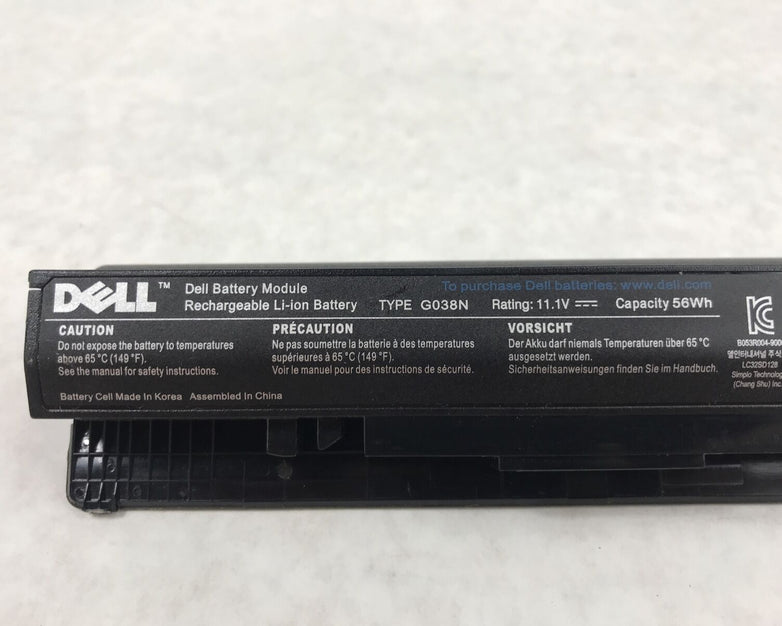 DELL™
Dell Battery Module
Rechargeable Li-ion Battery
TYPE G038N
To purchase Dell batteries: www.dell.com
Rating: 11.1V
Capacity 56Wh
CAUTION
Do not expose the battery to temperatures
above 65 °C (149 °F).
See the manual for safety instructions.
PRÉCAUTION
Ne pas soumettre la batterie à des températures
supérieures à 65 °C (149 °F).
Voir le manuel pour des instructions de sécurité.
VORSICHT
Der Akku darf niemals Temperaturen über 65 °C
ausgesetzt werden.
Sicherheitsanweisungen finden Sie im Handbuch.
Battery Cell Made In Korea Assembled In China
LC32SD128
Simplo Technolog
(Chang Shu) Inc